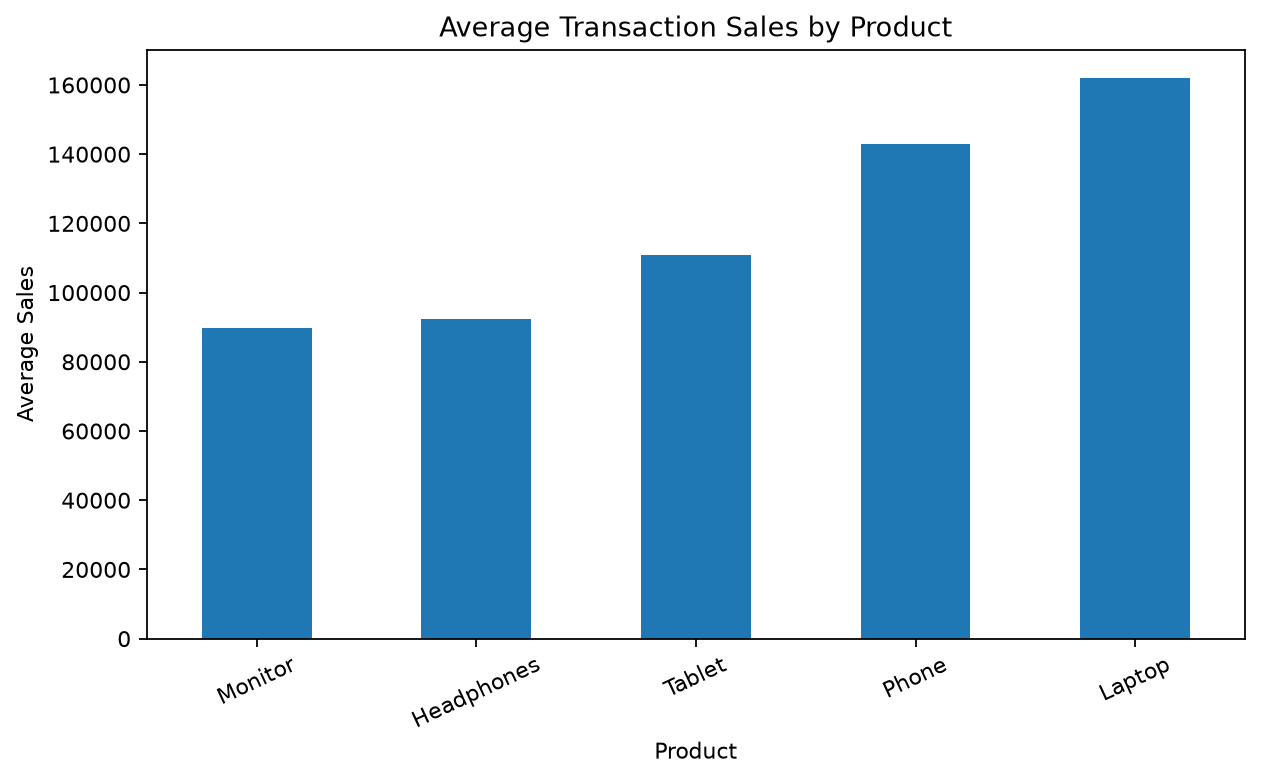 Average Transaction Sales by Product
160000
140000
120000
100000
80000
60000
40000
20000
0
Average Sales
Monitor
Headphones
Tablet
Phone
Laptop
Product